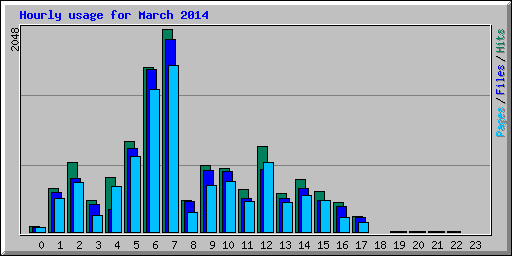 Hourly usage for March 2014
2048
Pages/Files/Hits
0 1 2 3 4 5 6 7 8 9 10 11 12 13 14 15 16 17 18 19 20 21 22 23